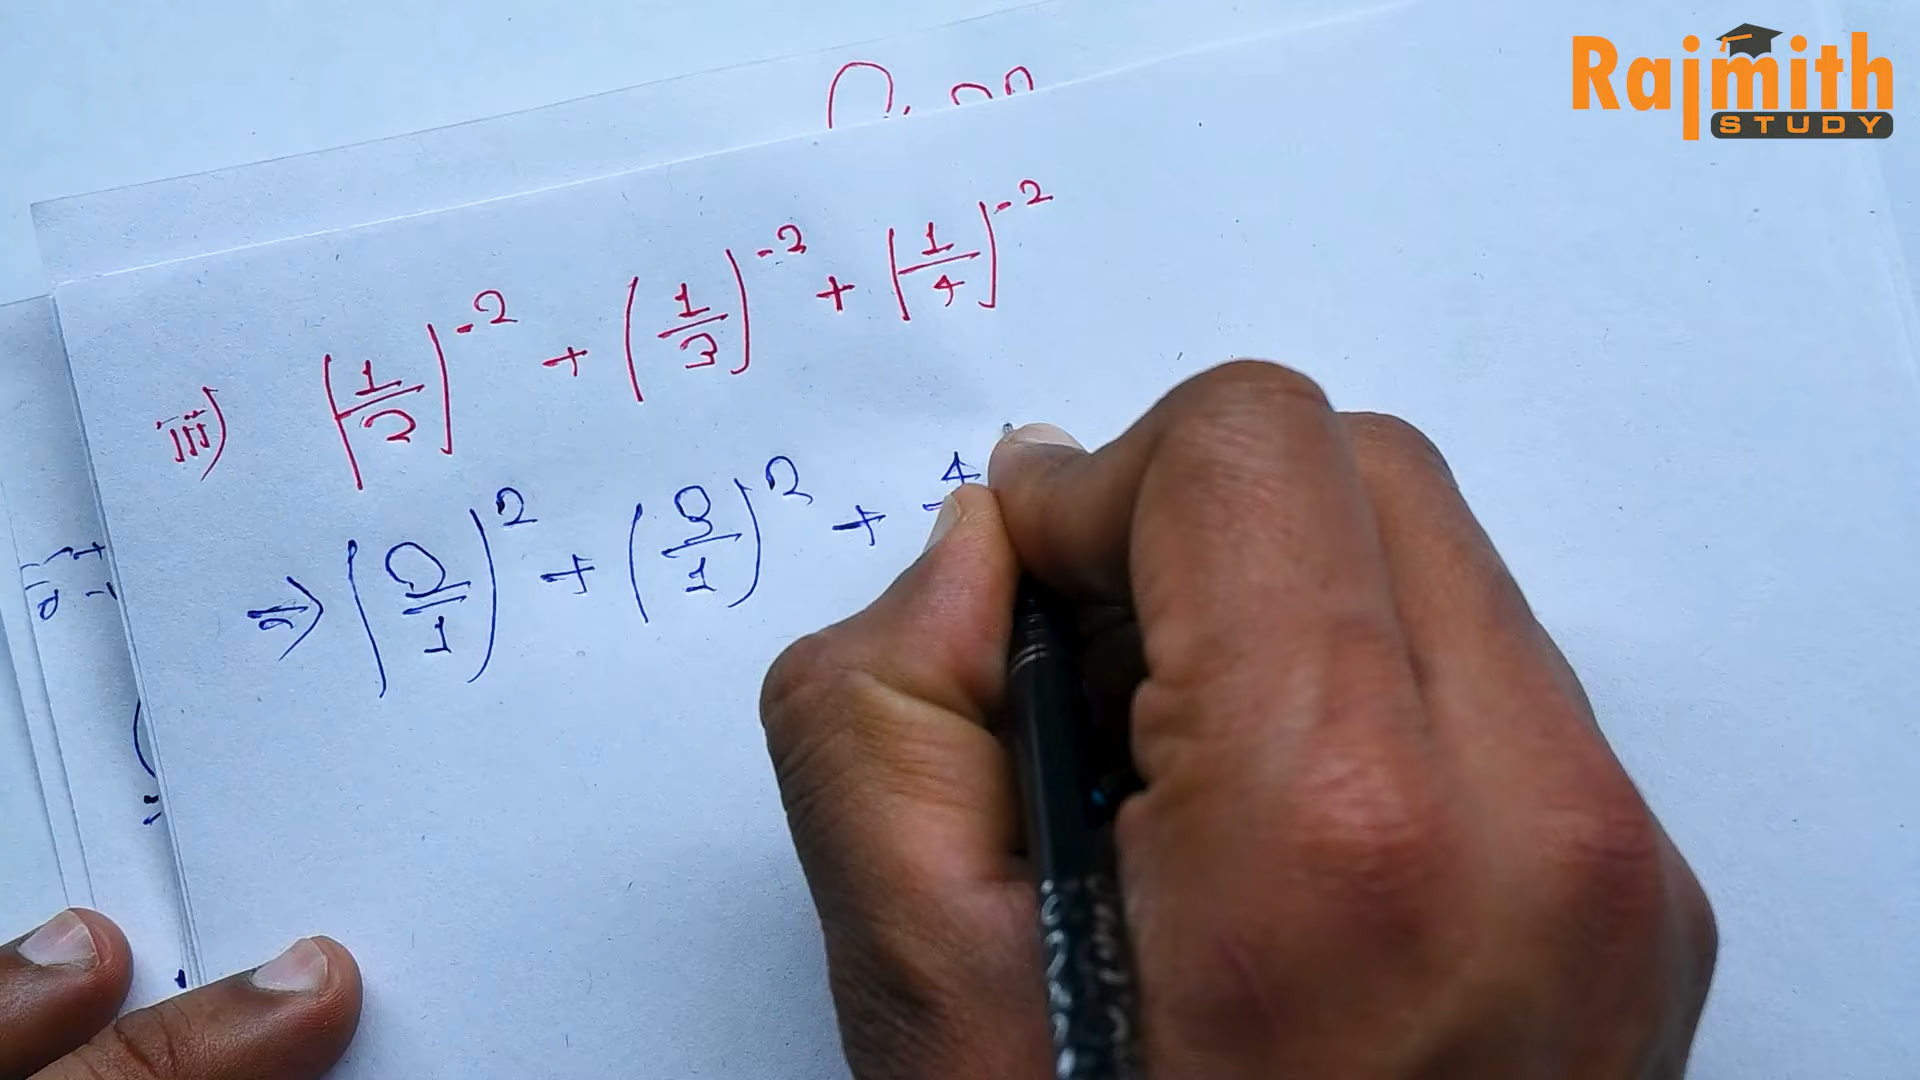 Rajmith
STUDY
iii) (1/2)^-2 + (1/3)^-2 + (1/4)^-2
⇒ (2/1)^2 + (3/1)^2 + 4